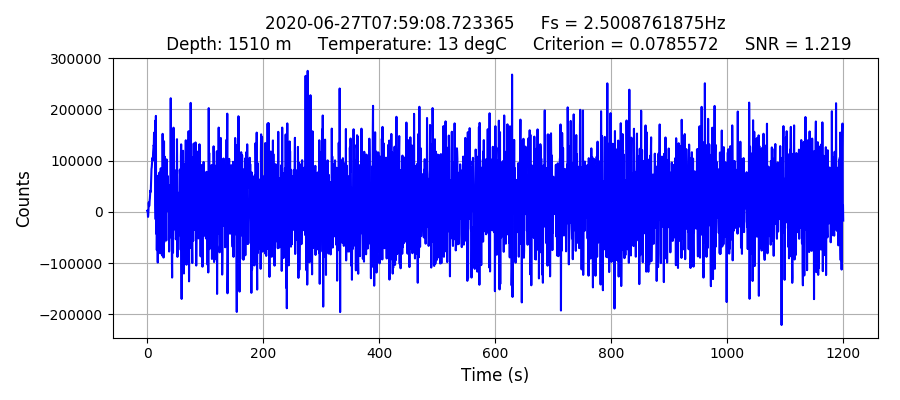 2020-06-27T07:59:08.723365 Fs = 2.5008761875Hz
Depth: 1510 m Temperature: 13 degC Criterion = 0.0785572 SNR = 1.219
300000
200000
100000
0
−100000
−200000
Counts
0 200 400 600 800 1000 1200
Time (s)